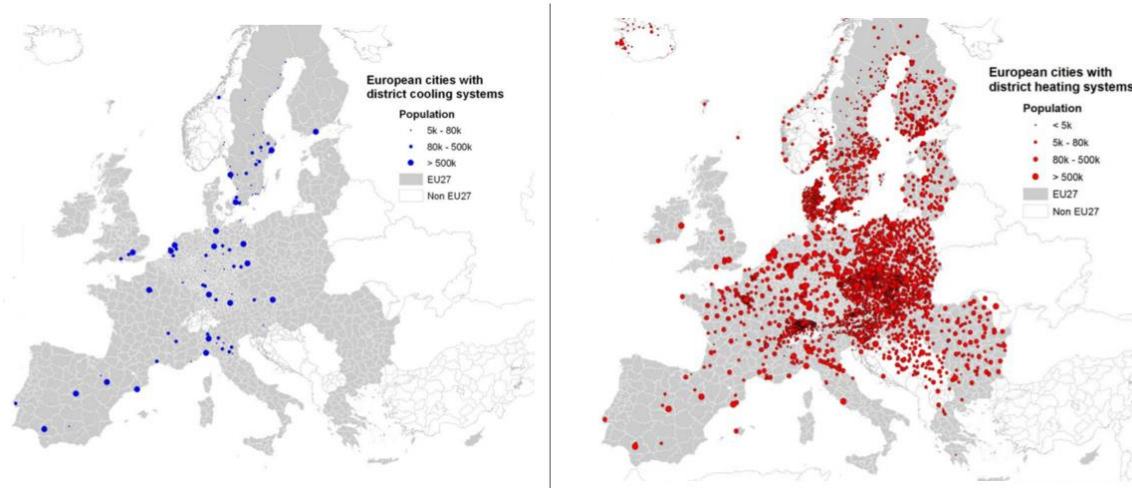 European cities with
district cooling systems
Population
5k - 80k
80k - 500k
> 500k
EU27
Non EU27
European cities with
district heating systems
Population
< 5k
5k - 80k
80k - 500k
> 500k
EU27
Non EU27